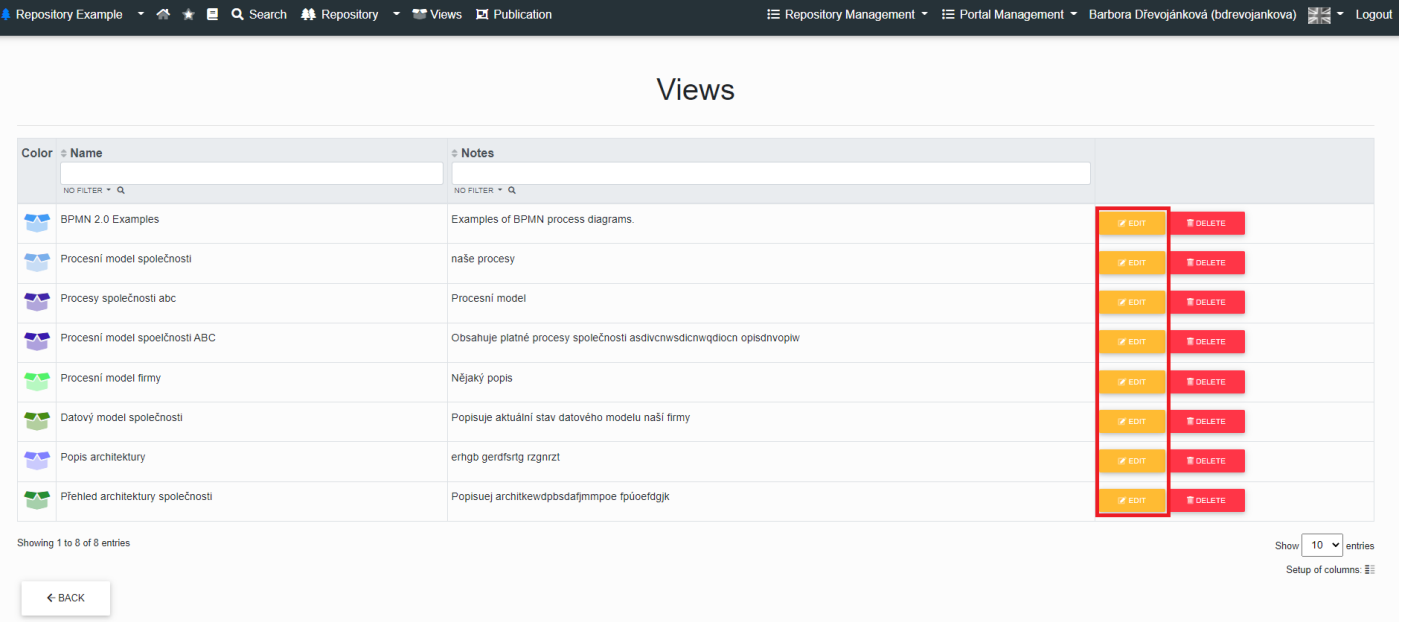 Repository Example Search Repository Views Publication Repository Management Portal Management Barbora Dřevojánková (bdrevojankova) Logout
Views
Color Name Notes
NO FILTER NO FILTER
BPMN 2.0 Examples Examples of BPMN process diagrams. EDIT DELETE
Procesní model společnosti naše procesy EDIT DELETE
Procesy společnosti abc Procesní model EDIT DELETE
Procesní model spoelčnosti ABC Obsahuje platné procesy společnosti asdivcnwsdicnwqdiocn opisdnvopiw EDIT DELETE
Procesní model firmy Nějaký popis EDIT DELETE
Datový model společnosti Popisuje aktuální stav datového modelu naší firmy EDIT DELETE
Popis architektury erhgb gerdfsrtg rzgnrzt EDIT DELETE
Přehled architektury společnosti Popisuej architkewdpbsdafjmmpoe fpúoefdgjk EDIT DELETE
Showing 1 to 8 of 8 entries Show 10 entries
Setup of columns:
BACK